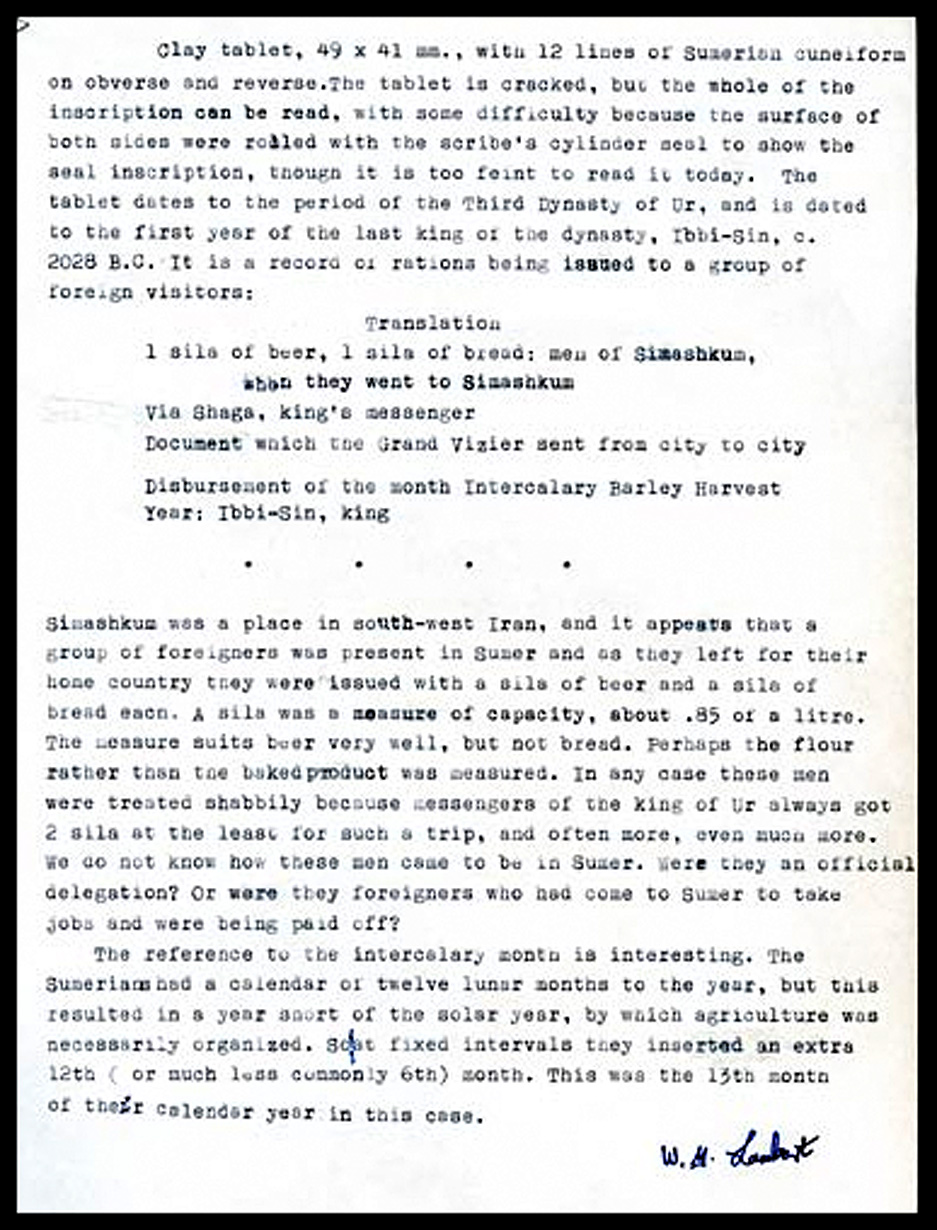 Clay tablet, 49 x 41 mm., with 12 lines of Sumerian cuneiform
on obverse and reverse.The tablet is cracked, but the whole of the
inscription can be read, with some difficulty because the surface of
both sides were rolled with the scribe's cylinder seal to show the
seal inscription, though it is too feint to read it today. The
tablet dates to the period of the Third Dynasty of Ur, and is dated
to the first year of the last king of the dynasty, Ibbi-Sin, c.
2028 B.C. It is a record of rations being issued to a group of
foreign visitors:
Translation
1 sila of beer, 1 sila of bread: men of Simashkum,
when they went to Simashkum
Via Shaga, king's messenger
Document which the Grand Vizier sent from city to city
Disbursement of the month Intercalary Barley Harvest
Year: Ibbi-Sin, king
. . . .
Simashkum was a place in south-west Iran, and it appears that a
group of foreigners was present in Sumer and as they left for their
home country they were issued with a sila of beer and a sila of
bread each. A sila was a measure of capacity, about .85 of a litre.
The measure suits beer very well, but not bread. Perhaps the flour
rather than the baked product was measured. In any case these men
were treated shabbily because messengers of the king of Ur always got
2 sila at the least for such a trip, and often more, even much more.
We do not know how these men came to be in Sumer. Were they an official
delegation? Or were they foreigners who had come to Sumer to take
jobs and were being paid off?
The reference to the intercalary month is interesting. The
Sumerians had a calendar of twelve lunar months to the year, but this
resulted in a year short of the solar year, by which agriculture was
necessarily organized. So at fixed intervals they inserted an extra
12th ( or much less commonly 6th) month. This was the 13th month
of their calendar year in this case.
W. G. Lambert